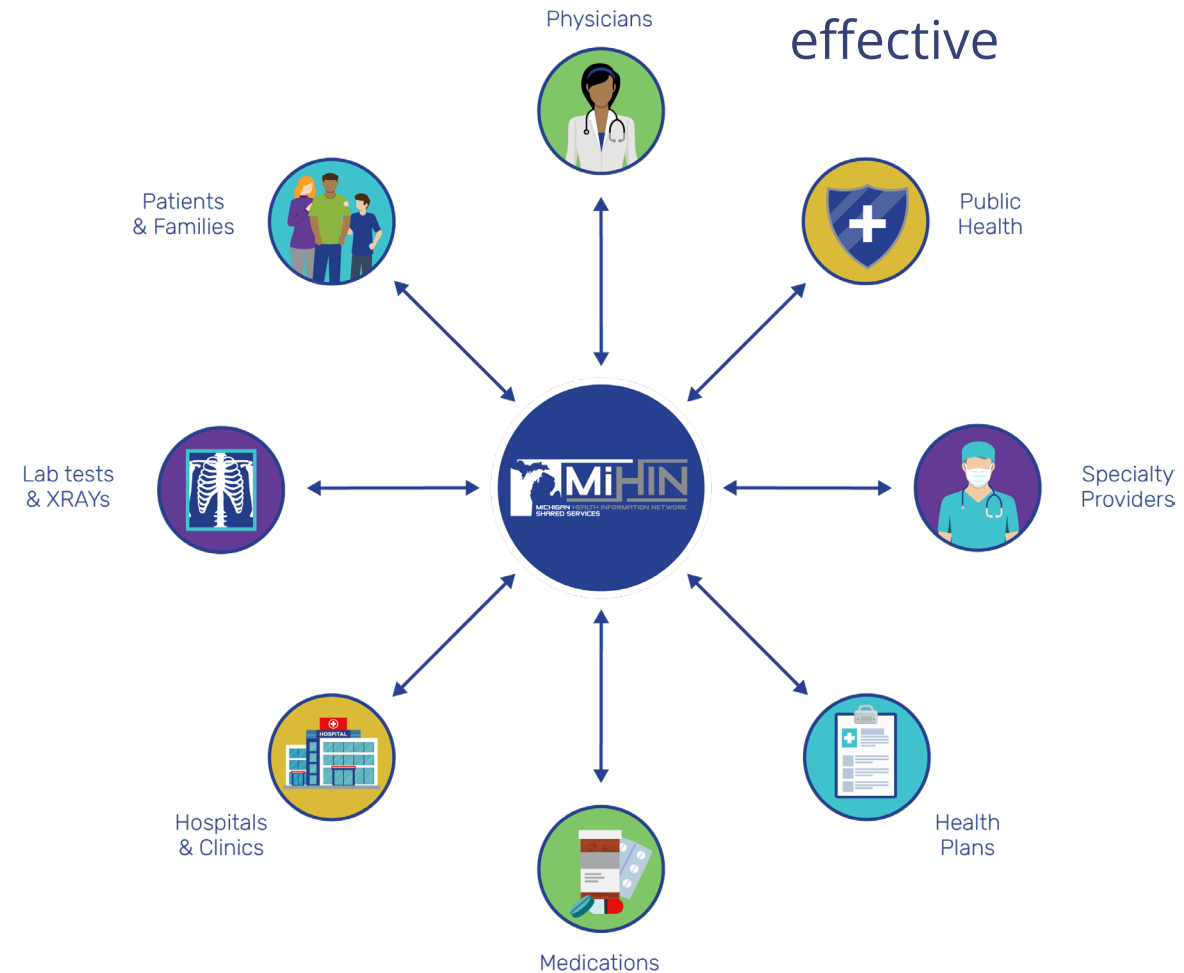 Physicians
effective
Patients
& Families
Public
Health
Lab tests
& XRAYs
MiHIN
MICHIGAN HEALTH INFORMATION NETWORK
SHARED SERVICES
Specialty
Providers
HOSPITAL
Hospitals
& Clinics
Health
Plans
Medications